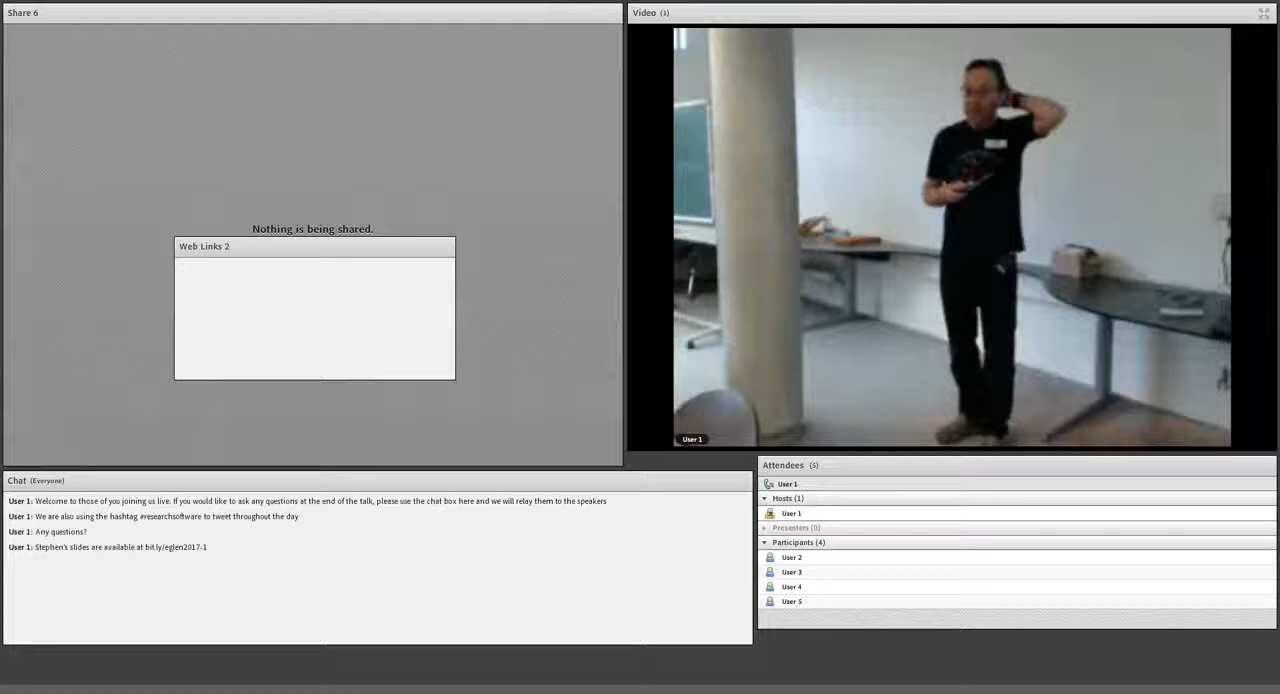 Share 6
Video (1)
Nothing is being shared.
Web Links 2
User 1
Chat (Everyone)
User 1: Welcome to those of you joining us live. If you would like to ask any questions at the end of the talk, please use the chat box here and we will relay them to the speakers
User 1: We are also using the hashtag #researchsoftware to tweet throughout the day
User 1: Any questions?
User 1: Stephen's slides are available at bit.ly/eglen2017-1
Attendees (5)
User 1
Hosts (1)
User 1
Presenters (0)
Participants (4)
User 2
User 3
User 4
User 5